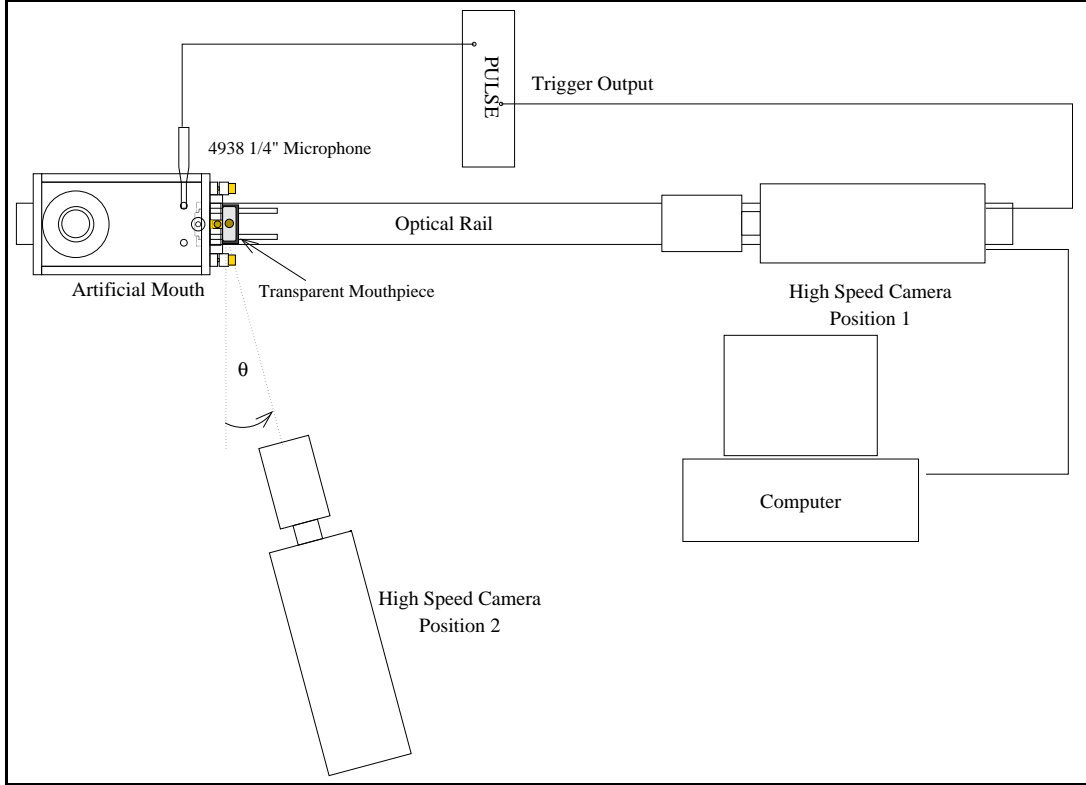 PULSE
Trigger Output
4938 1/4" Microphone
Optical Rail
Artificial Mouth
Transparent Mouthpiece
High Speed Camera
Position 1
θ
Computer
High Speed Camera
Position 2